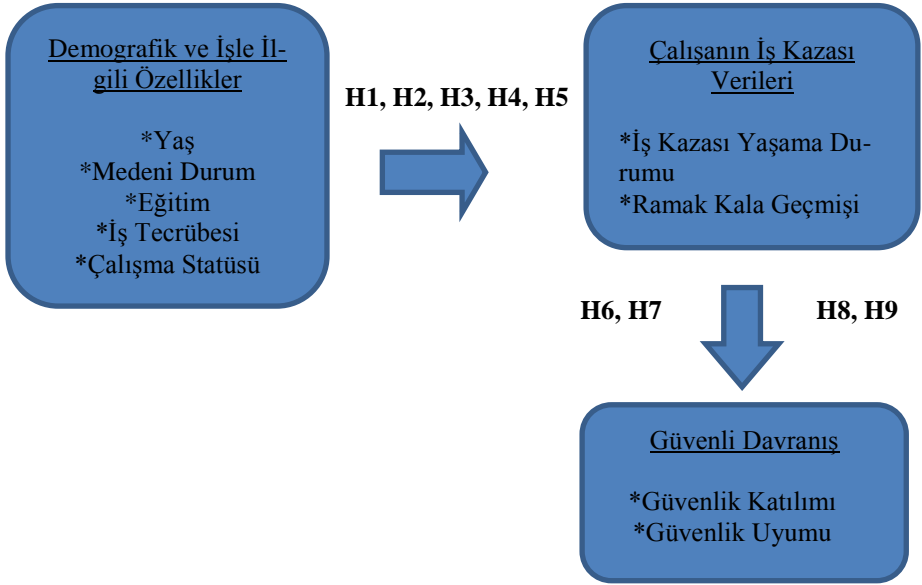 Demografik ve İşle İl-
gili Özellikler
*Yaş
*Medeni Durum
*Eğitim
*İş Tecrübesi
*Çalışma Statüsü
H1, H2, H3, H4, H5
Çalışanın İş Kazası
Verileri
*İş Kazası Yaşama Du-
rumu
*Ramak Kala Geçmişi
H6, H7
H8, H9
Güvenli Davranış
*Güvenlik Katılımı
*Güvenlik Uyumu